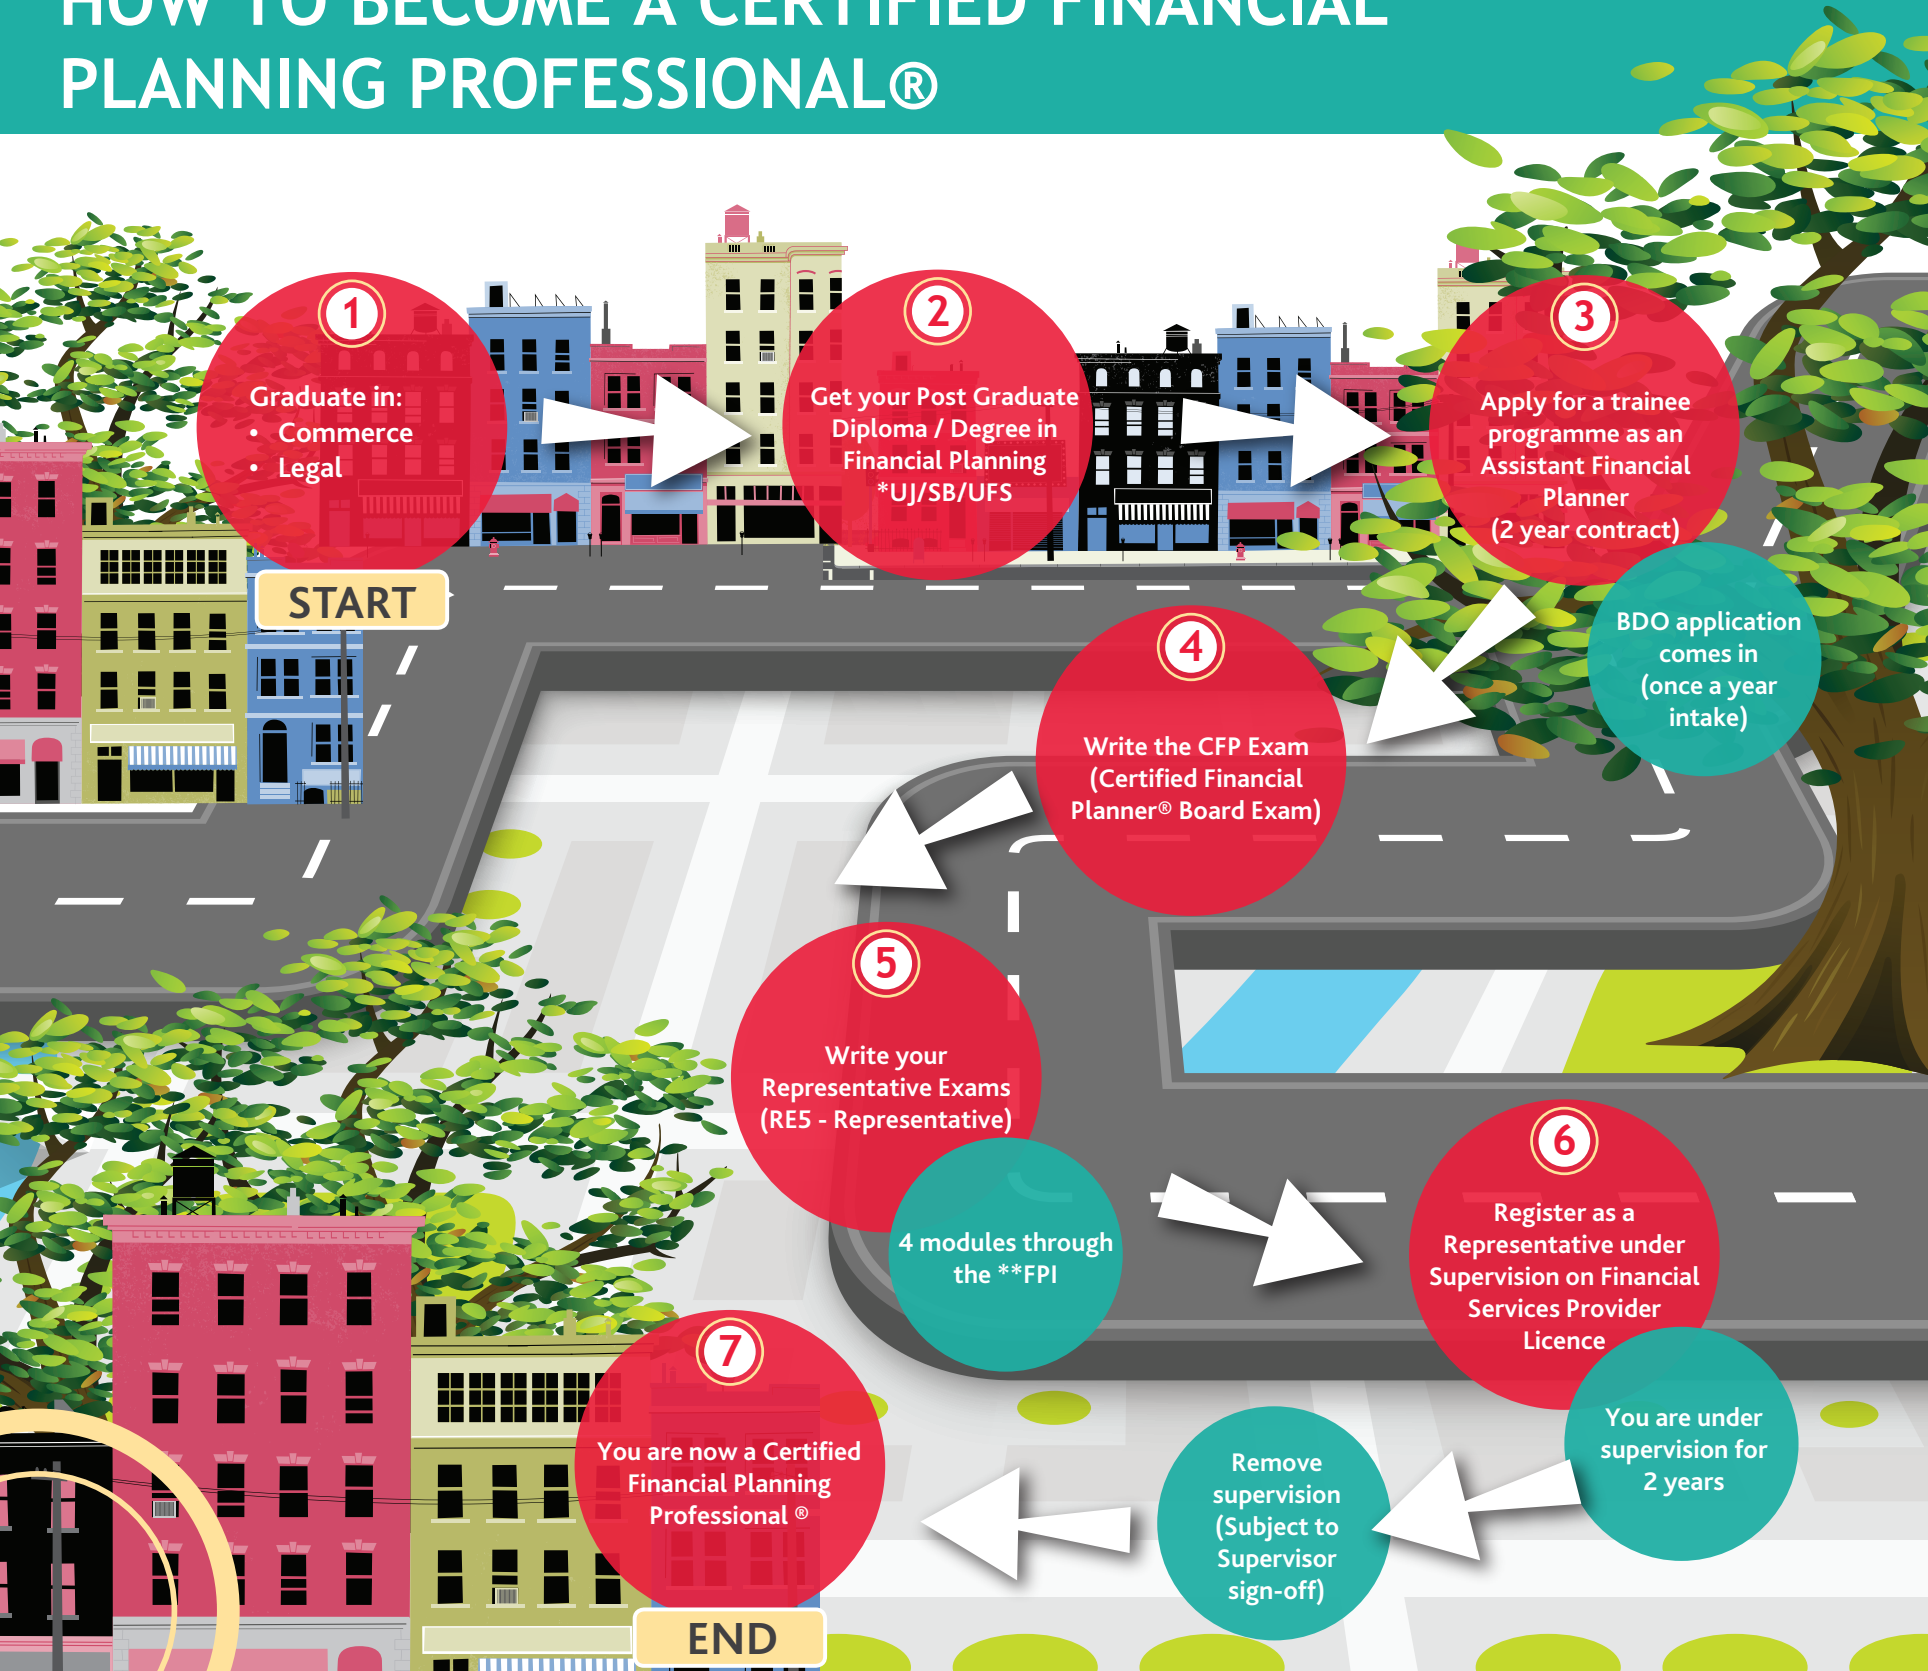 HOW TO BECOME A CERTIFIED FINANCIAL
PLANNING PROFESSIONAL®
1
Graduate in:
• Commerce
• Legal
START
2
Get your Post Graduate
Diploma / Degree in
Financial Planning
*UJ/SB/UFS
3
Apply for a trainee
programme as an
Assistant Financial
Planner
(2 year contract)
BDO application
comes in
(once a year
intake)
4
Write the CFP Exam
(Certified Financial
Planner® Board Exam)
5
Write your
Representative Exams
(RE5 - Representative)
4 modules through
the **FPI
6
Register as a
Representative under
Supervision on Financial
Services Provider
Licence
You are under
supervision for
2 years
Remove
supervision
(Subject to
Supervisor
sign-off)
7
You are now a Certified
Financial Planning
Professional ®
END